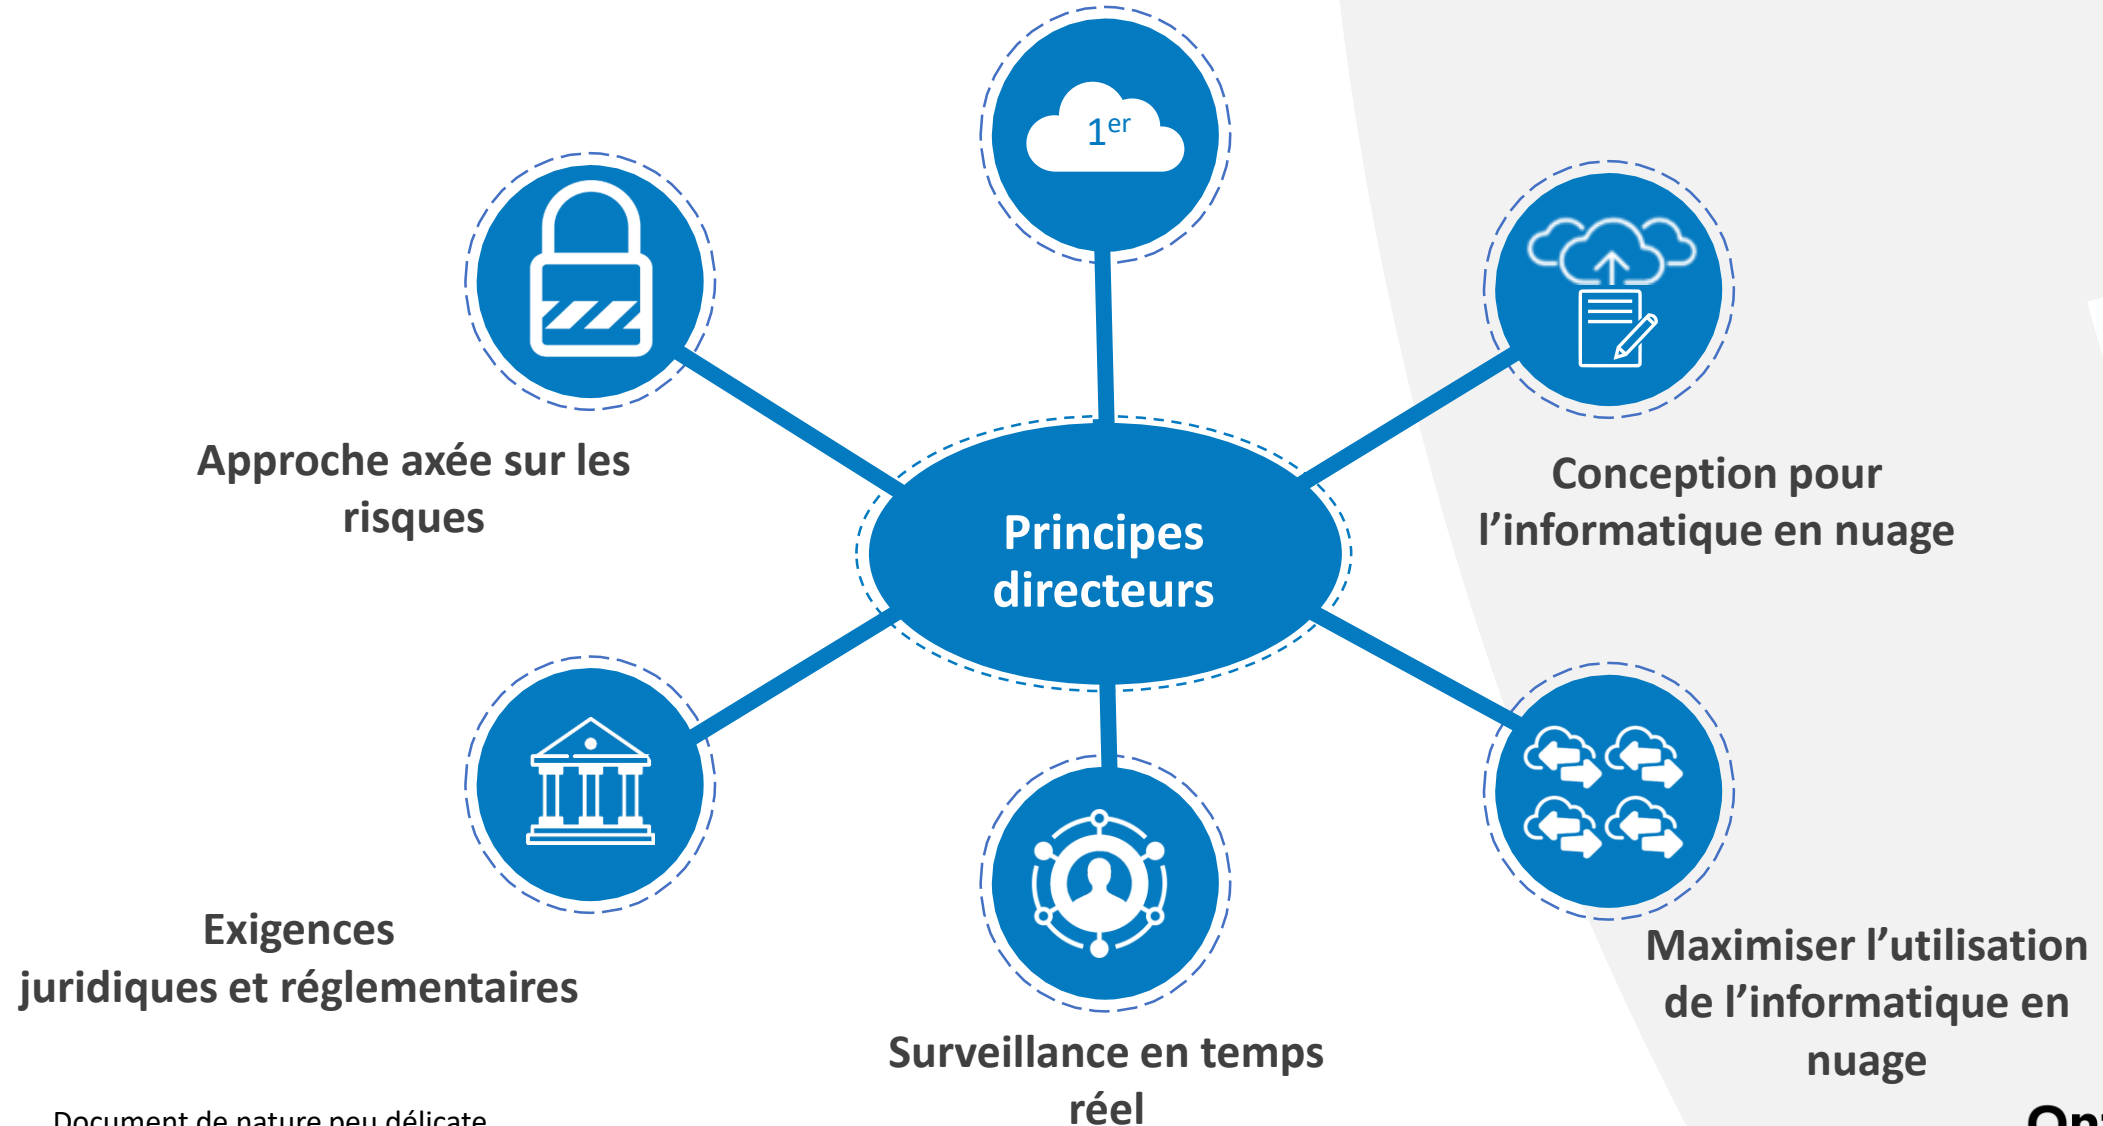 1er
Approche axée sur les
risques
Conception pour
l’informatique en nuage
Principes
directeurs
Exigences
juridiques et réglementaires
Surveillance en temps
réel
Maximiser l’utilisation
de l’informatique en
nuage
Document de nature peu délicate